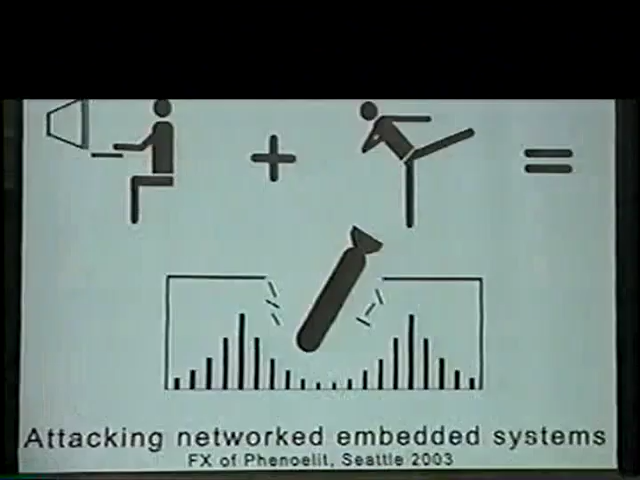 Attacking networked embedded systems
FX of Phenoelit, Seattle 2003